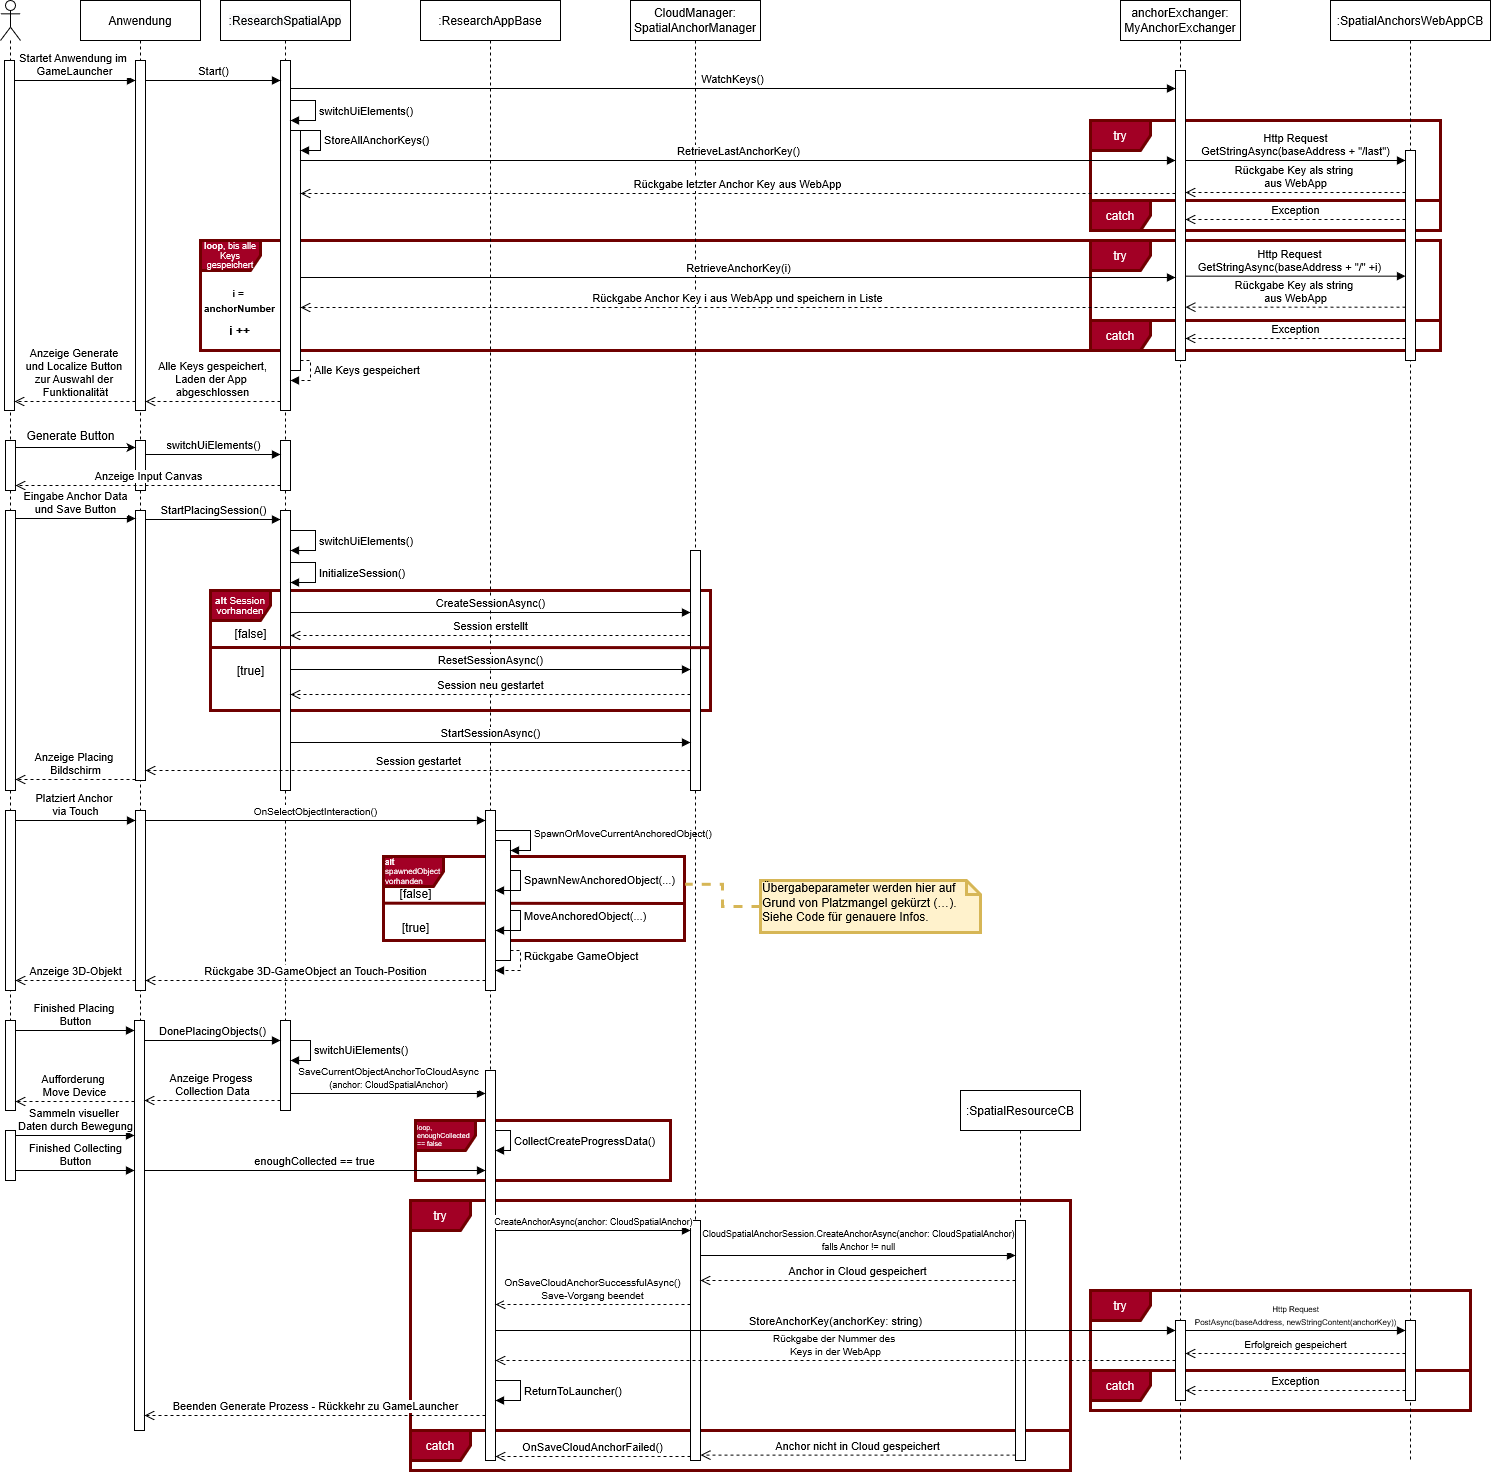 Anwendung
:ResearchSpatialApp
:ResearchAppBase
CloudManager:
SpatialAnchorManager
anchorExchanger:
MyAnchorExchanger
:SpatialAnchorsWebAppCB
Startet Anwendung im
GameLauncher
Start()
WatchKeys()
switchUiElements()
StoreAllAnchorKeys()
RetrieveLastAnchorKey()
try
Http Request
GetStringAsync(baseAddress + "/last")
Rückgabe Key als string
aus WebApp
Rückgabe letzter Anchor Key aus WebApp
catch
Exception
loop, bis alle
Keys
gespeichert
i =
anchorNumber
i ++
RetrieveAnchorKey(i)
try
Http Request
GetStringAsync(baseAddress + "/" +i)
Rückgabe Key als string
aus WebApp
Rückgabe Anchor Key i aus WebApp und speichern in Liste
catch
Exception
Anzeige Generate
und Localize Button
zur Auswahl der
Funktionalität
Alle Keys gespeichert,
Laden der App
abgeschlossen
Alle Keys gespeichert
Generate Button
switchUiElements()
Anzeige Input Canvas
Eingabe Anchor Data
und Save Button
StartPlacingSession()
switchUiElements()
InitializeSession()
alt Session
vorhanden
[false]
CreateSessionAsync()
Session erstellt
[true]
ResetSessionAsync()
Session neu gestartet
StartSessionAsync()
Session gestartet
Anzeige Placing
Bildschirm
Platziert Anchor
via Touch
OnSelectObjectInteraction()
SpawnOrMoveCurrentAnchoredObject()
alt
spawnedObject
vorhanden
[false]
SpawnNewAnchoredObject(...)
[true]
MoveAnchoredObject(...)
Übergabeparameter werden hier auf
Grund von Platzmangel gekürzt (...).
Siehe Code für genauere Infos.
Rückgabe GameObject
Anzeige 3D-Objekt
Rückgabe 3D-GameObject an Touch-Position
Finished Placing
Button
DonePlacingObjects()
switchUiElements()
SaveCurrentObjectAnchorToCloudAsync
(anchor: CloudSpatialAnchor)
Aufforderung
Move Device
Anzeige Progess
Collection Data
:SpatialResourceCB
Sammeln visueller
Daten durch Bewegung
loop,
enoughCollected
== false
CollectCreateProgressData()
Finished Collecting
Button
enoughCollected == true
try
CreateAnchorAsync(anchor: CloudSpatialAnchor)
CloudSpatialAnchorSession.CreateAnchorAsync(anchor: CloudSpatialAnchor)
falls Anchor != null
Anchor in Cloud gespeichert
OnSaveCloudAnchorSuccessfulAsync()
Save-Vorgang beendet
StoreAnchorKey(anchorKey: string)
try
Http Request
PostAsync(baseAddress, newStringContent(anchorKey))
Erfolgreich gespeichert
Rückgabe der Nummer des
Keys in der WebApp
catch
Exception
ReturnToLauncher()
Beenden Generate Prozess - Rückkehr zu GameLauncher
catch
OnSaveCloudAnchorFailed()
Anchor nicht in Cloud gespeichert